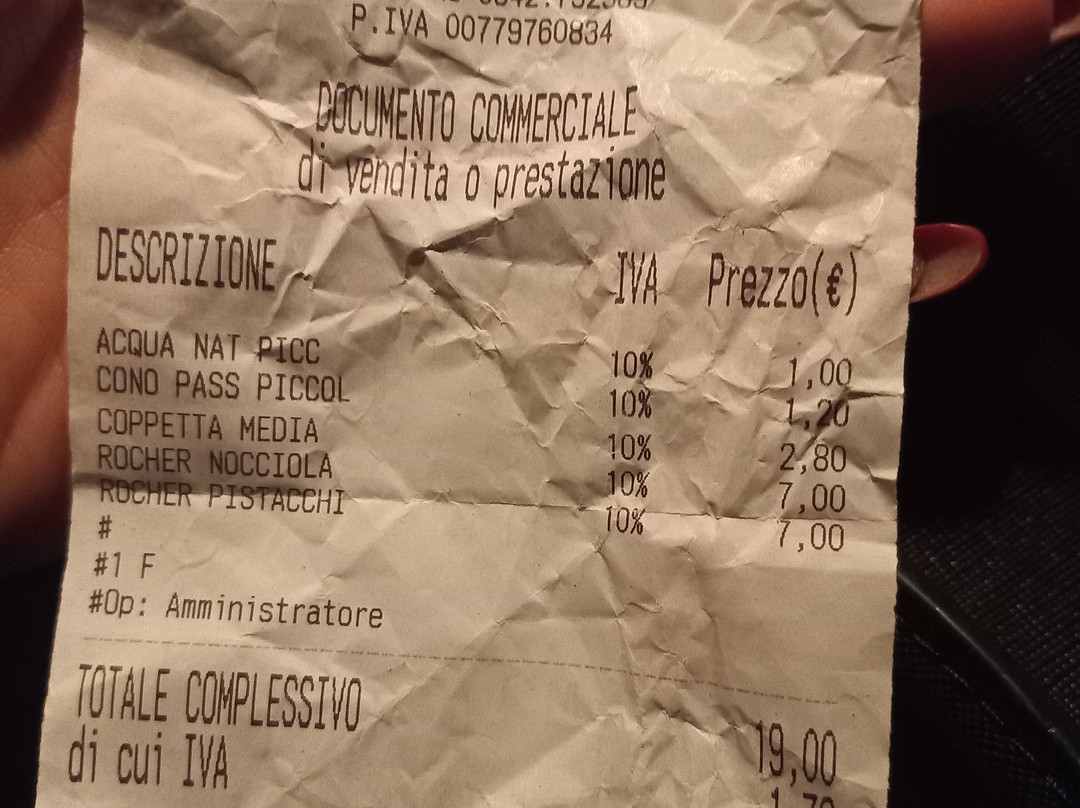 P.IVA 00779760834
DOCUMENTO COMMERCIALE
di vendita o prestazione
DESCRIZIONE IVA Prezzo(€)
ACQUA NAT PICC 10% 1,00
CONO PASS PICCOL 10% 1,20
COPPETTA MEDIA 10% 2,80
ROCHER NOCCIOLA 10% 7,00
ROCHER PISTACCHI 10% 7,00
#
#1 F
#Op: Amministratore
TOTALE COMPLESSIVO 19,00
di cui IVA